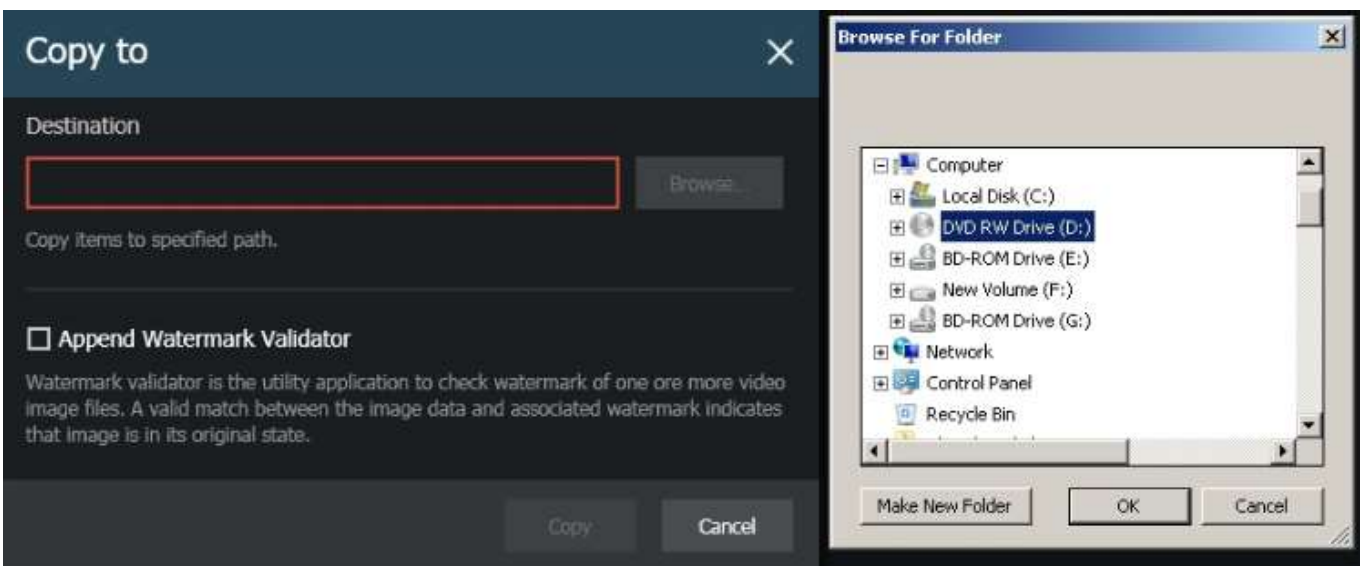 Copy to
Destination
Browse...
Copy items to specified path.
Append Watermark Validator
Watermark validator is the utility application to check watermark of one ore more video
image files. A valid match between the image data and associated watermark indicates
that image is in its original state.
Copy
Cancel
Browse For Folder
Computer
Local Disk (C:)
DVD RW Drive (D:)
BD-ROM Drive (E:)
New Volume (F:)
BD-ROM Drive (G:)
Network
Control Panel
Recycle Bin
Make New Folder
OK
Cancel